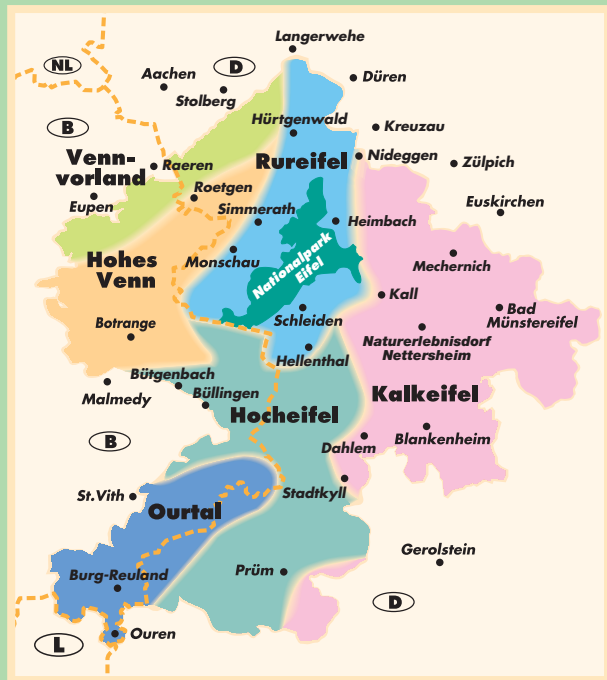 Langerwehe
NL
Aachen
D
Düren
Stolberg
Hürtgenwald
Kreuzau
B
Venn-
vorland
Raeren
Rureifel
Nideggen
Zülpich
Roetgen
Eupen
Simmerath
Heimbach
Euskirchen
Hohes
Venn
Monschau
Nationalpark
Eifel
Mechernich
Kall
Botrange
Schleiden
Bad
Münstereifel
Naturerlebnisdorf
Nettersheim
Hellenthal
Bütgenbach
Malmedy
Büllingen
Hocheifel
Kalkeifel
B
Dahlem
Blankenheim
St.Vith
Ourtal
Stadtkyll
Gerolstein
Burg-Reuland
Prüm
D
L
Ouren